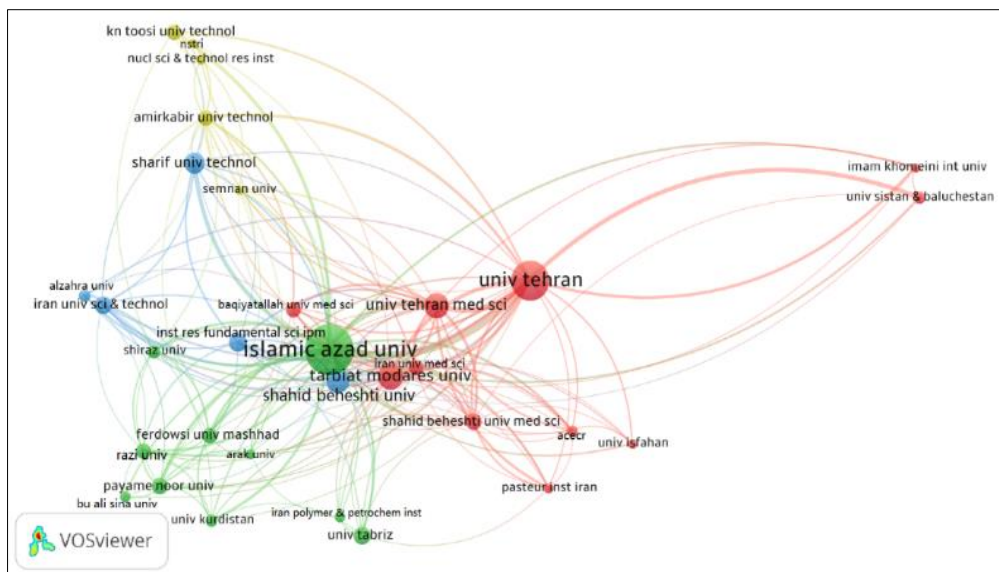 kn toosi univ technol
nstri
nucl sci & technol res inst
amirkabir univ technol
sharif univ technol
semnan univ
imam khomeini int univ
univ sistan & baluchestan
univ tehran
alzahra univ
iran univ sci & technol
baqiyatallah univ med sci
univ tehran med sci
inst res fundamental sci ipm
shiraz univ
islamic azad univ
iran univ med sci
tarbiat modares univ
shahid beheshti univ
shahid beheshti univ med sci
acecr
univ isfahan
ferdowsi univ mashhad
razi univ
arak univ
payame noor univ
pasteur inst iran
bu ali sina univ
univ kurdistan
iran polymer & petrochem inst
univ tabriz
VOSviewer